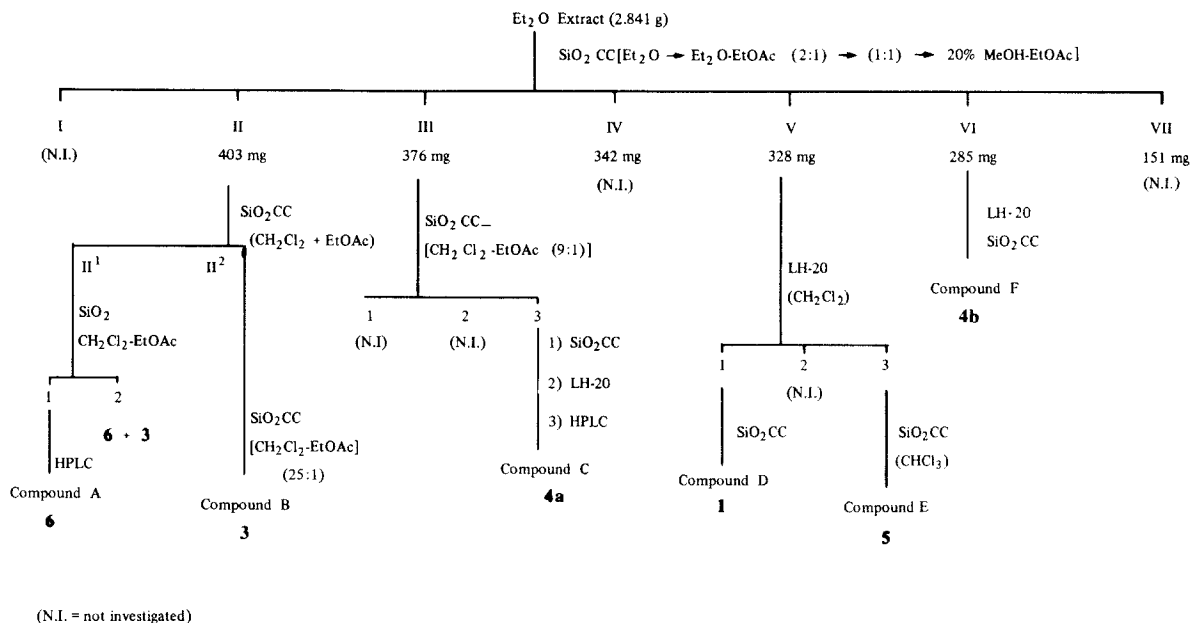 Et₂O Extract (2.841 g)
SiO₂ CC[Et₂O → Et₂O-EtOAc (2:1) → (1:1) → 20% MeOH-EtOAc]
I II III IV V VI VII
(N.I.) 403 mg 376 mg 342 mg 328 mg 285 mg 151 mg
(N.I.) (N.I.)
SiO₂CC
(CH₂Cl₂ + EtOAc)
II¹ II²
SiO₂
CH₂Cl₂-EtOAc
1 2
6 + 3
HPLC
Compound A
6
SiO₂CC
[CH₂Cl₂-EtOAc]
(25:1)
Compound B
3
SiO₂CC–
[CH₂Cl₂-EtOAc (9:1)]
1 2 3
(N.I) (N.I.)
1) SiO₂CC
2) LH-20
3) HPLC
Compound C
4a
LH-20
(CH₂Cl₂)
1 2 3
(N.I.)
SiO₂CC
Compound D
1
SiO₂CC
(CHCl₃)
Compound E
5
LH-20
SiO₂CC
Compound F
4b
(N.I. = not investigated)